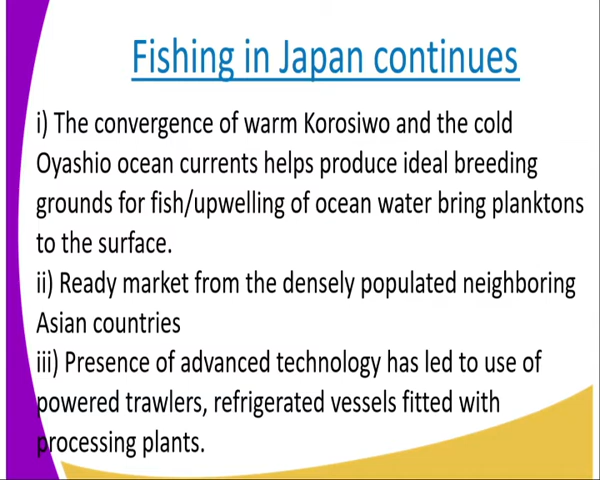 Fishing in Japan continues
i) The convergence of warm Korosiwo and the cold
Oyashio ocean currents helps produce ideal breeding
grounds for fish/upwelling of ocean water bring planktons
to the surface.
ii) Ready market from the densely populated neighboring
Asian countries
iii) Presence of advanced technology has led to use of
powered trawlers, refrigerated vessels fitted with
processing plants.